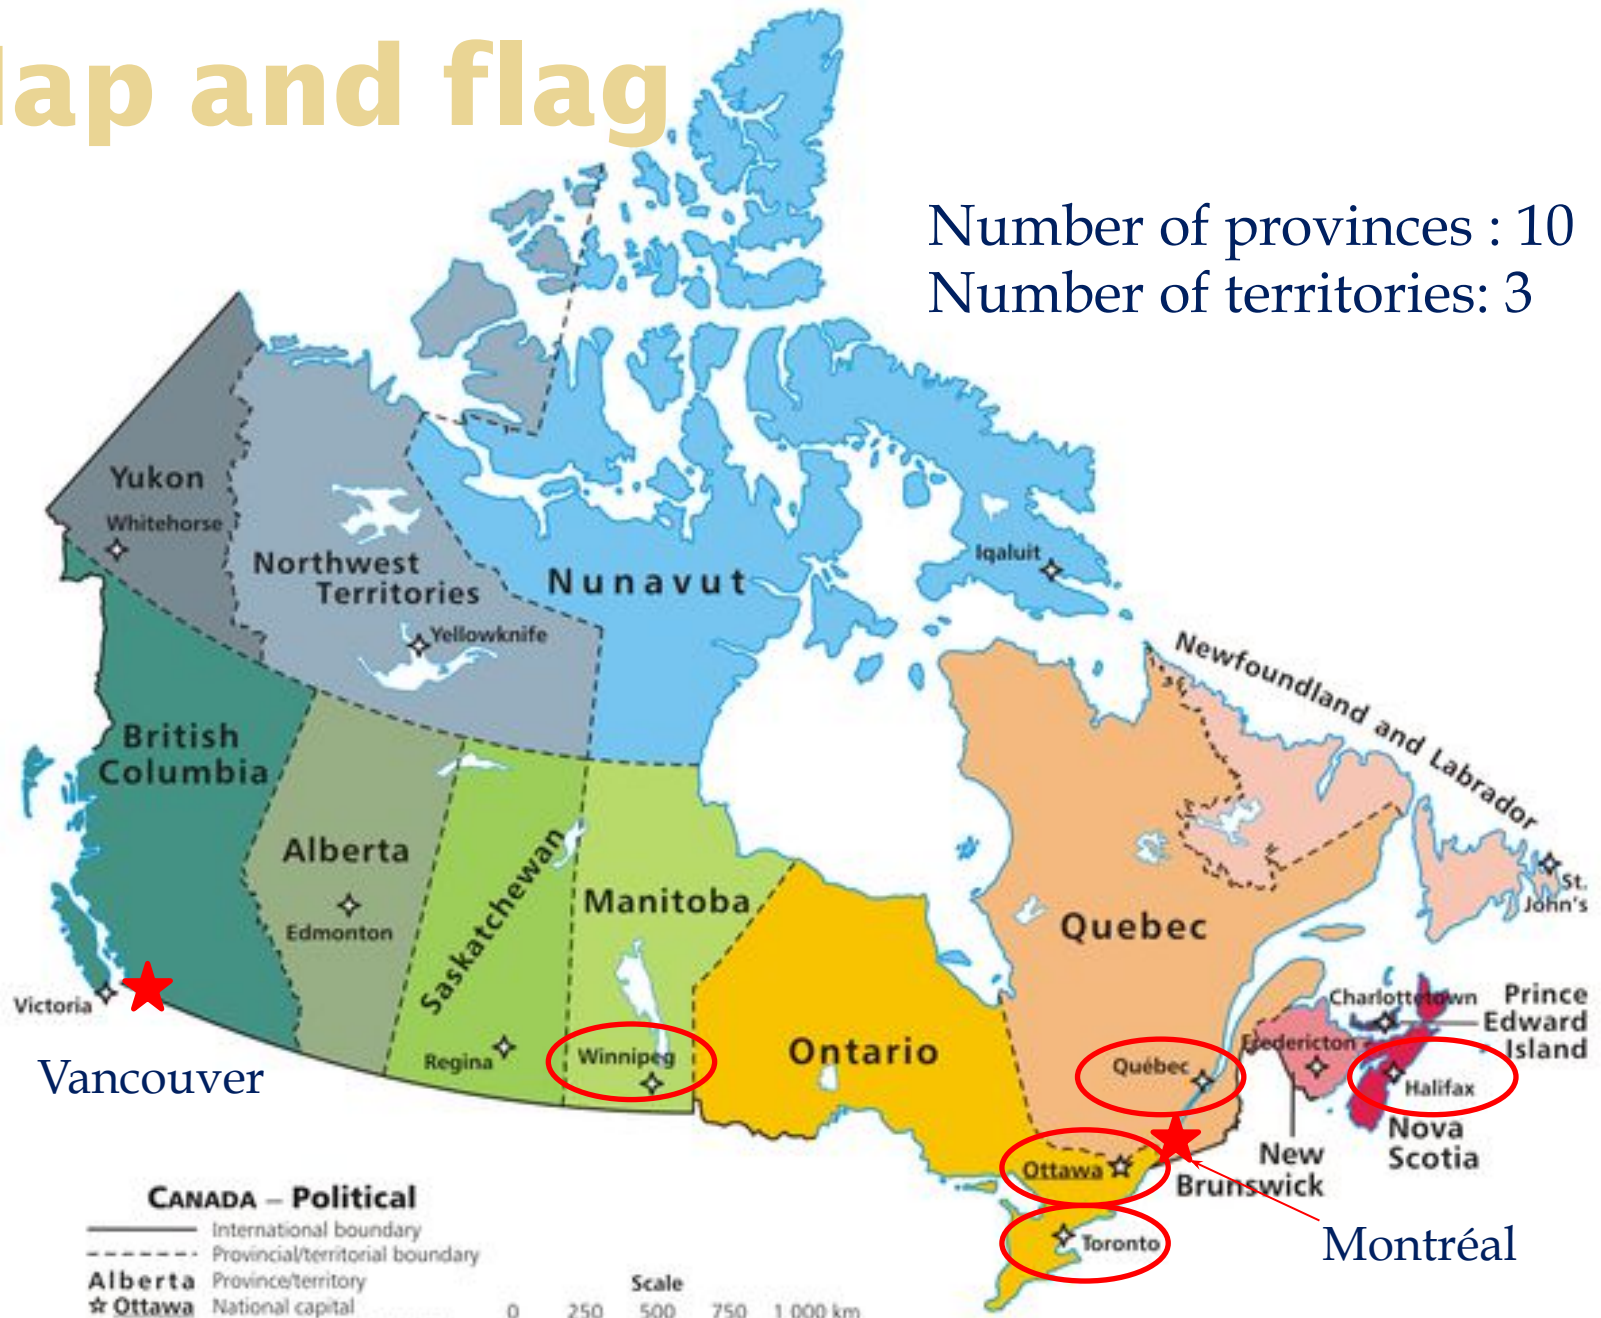 lap and flag
Number of provinces : 10
Number of territories: 3
Yukon
Whitehorse
Northwest
Territories
Yellowknife
Nunavut
Iqaluit
Newfoundland and Labrador
British
Columbia
Alberta
Edmonton
Saskatchewan
Manitoba
Quebec
St.
John's
Victoria
Vancouver
Regina
Winnipeg
Ontario
Québec
Charlottetown
Prince
Edward
Island
Fredericton
Halifax
Nova
Scotia
New
Brunswick
Ottawa
Toronto
Montréal
CANADA – Political
International boundary
Provincial/territorial boundary
Alberta Province/territory
Ottawa National capital
Scale
0 250 500 750 1 000 km